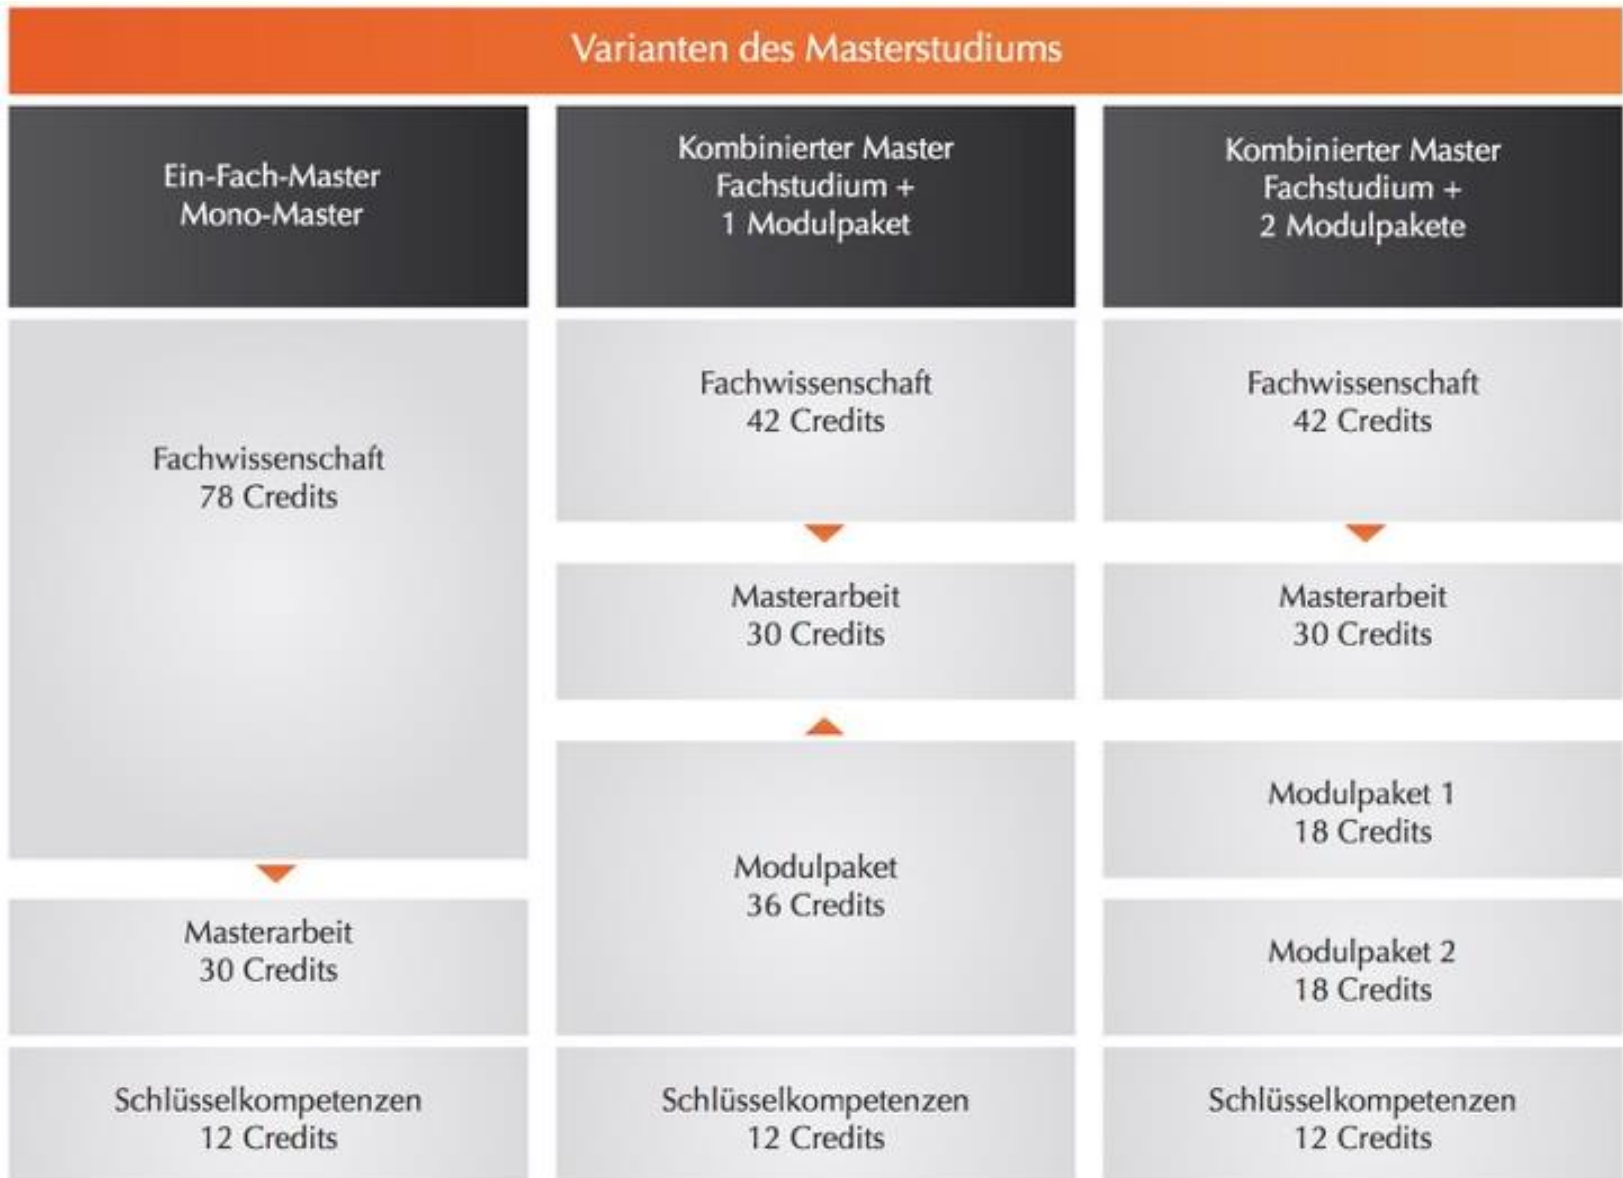 Varianten des Masterstudiums
Ein-Fach-Master
Mono-Master
Fachwissenschaft
78 Credits
Masterarbeit
30 Credits
Schlüsselkompetenzen
12 Credits
Kombinierter Master
Fachstudium +
1 Modulpaket
Fachwissenschaft
42 Credits
Masterarbeit
30 Credits
Modulpaket
36 Credits
Schlüsselkompetenzen
12 Credits
Kombinierter Master
Fachstudium +
2 Modulpakete
Fachwissenschaft
42 Credits
Masterarbeit
30 Credits
Modulpaket 1
18 Credits
Modulpaket 2
18 Credits
Schlüsselkompetenzen
12 Credits